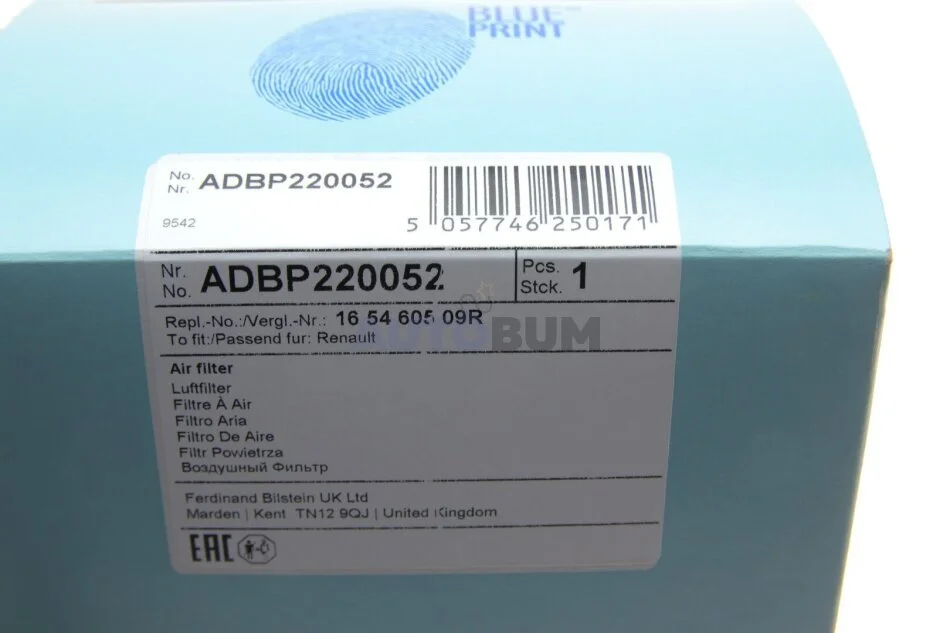 BLUE
PRINT
No.
Nr. ADBP220052
9542
5 057746 250171
Nr.
No. ADBP220052
Pcs.
Stck. 1
Repl.-No.:/Vergl.-Nr.: 16 54 605 09R
To fit:/Passend fur: Renault
AUTOBUM
Air filter
Luftfilter
Filtre À Air
Filtro Aria
Filtro De Aire
Filtr Powietrza
Воздушный Фильтр
Ferdinand Bilstein UK Ltd
Marden | Kent TN12 9QJ | United Kingdom
EAC